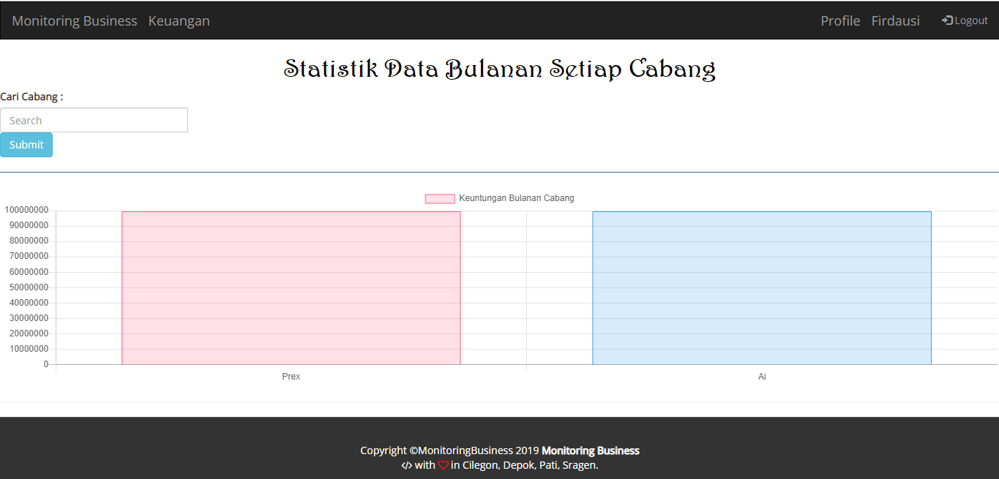 Monitoring Business Keuangan Profile Firdausi Logout
Statistik Data Bulanan Setiap Cabang
Cari Cabang :
Search
Submit
Keuntungan Bulanan Cabang
100000000
90000000
80000000
70000000
60000000
50000000
40000000
30000000
20000000
10000000
0
Prex Ai
Copyright ©MonitoringBusiness 2019 Monitoring Business
</> with in Cilegon, Depok, Pati, Sragen.